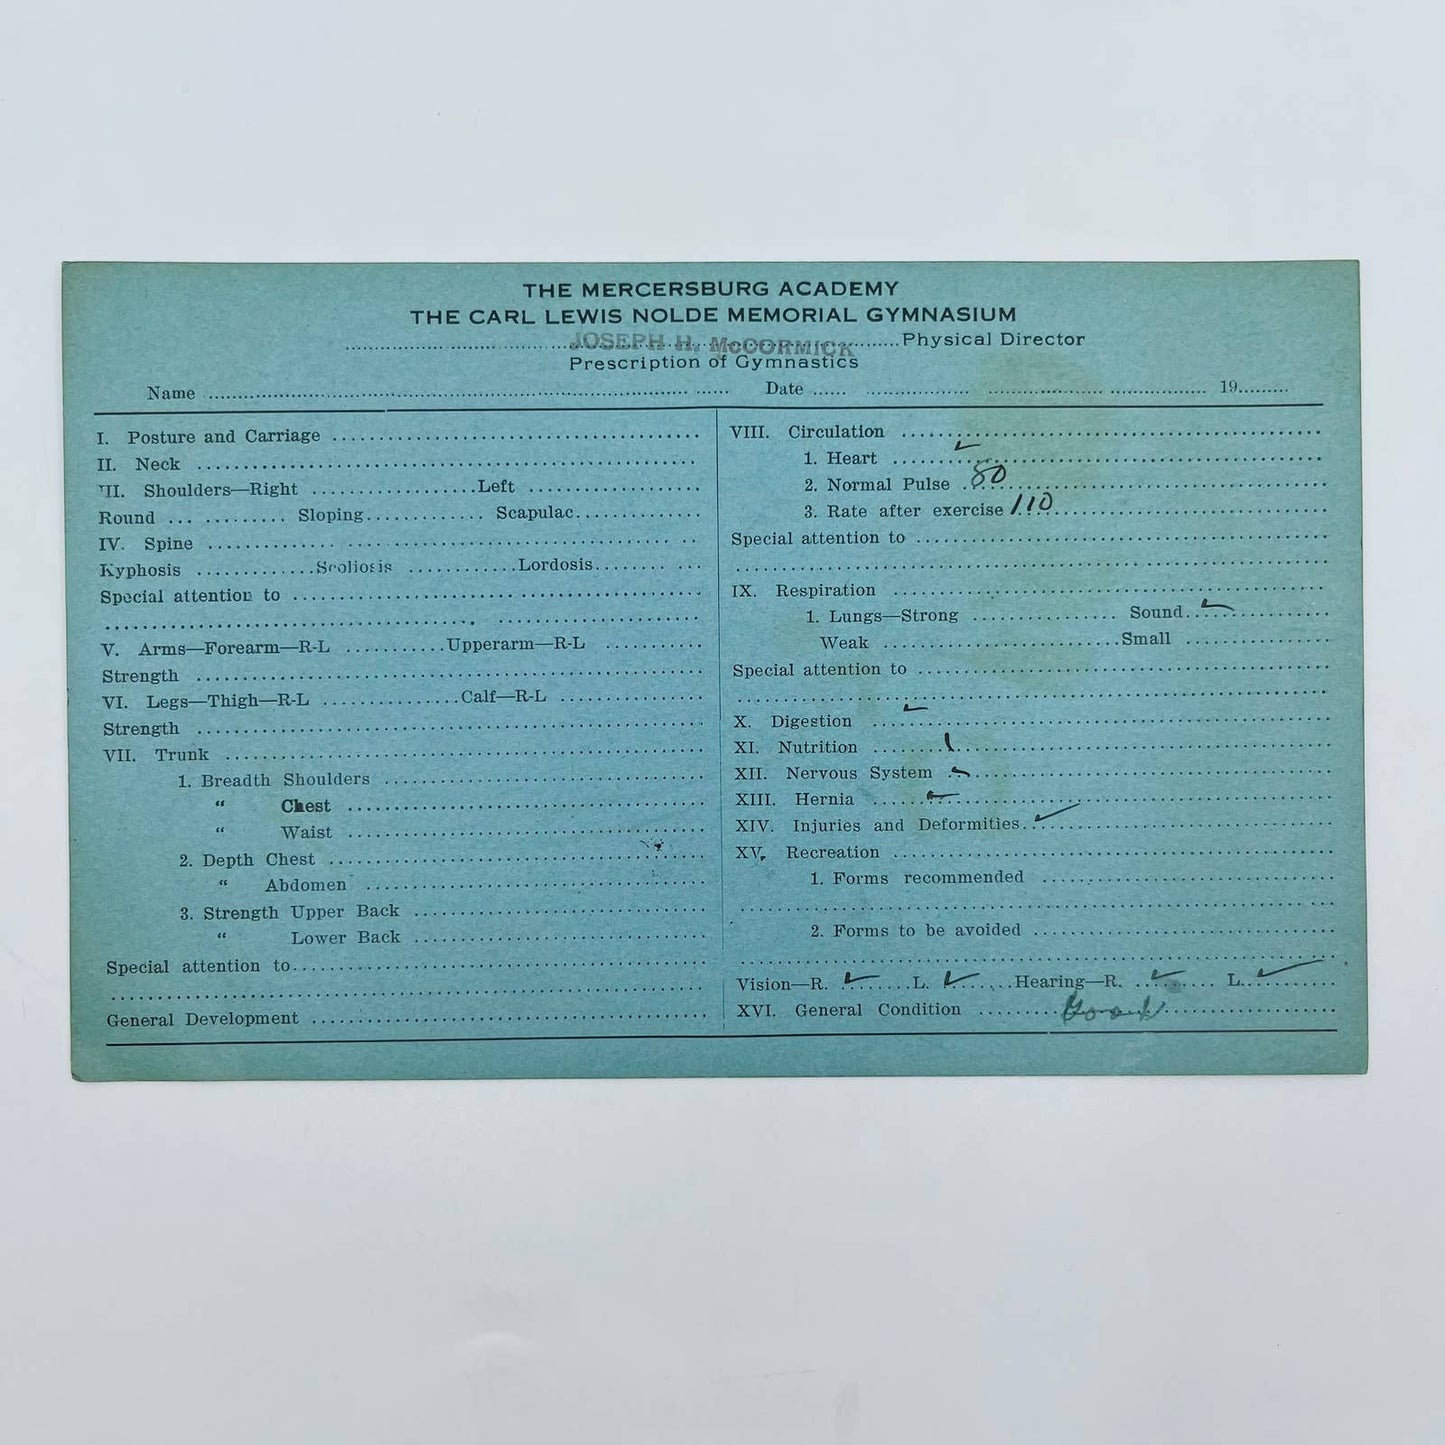 THE MERCERSBURG ACADEMY
THE CARL LEWIS NOLDE MEMORIAL GYMNASIUM
JOSEPH H. McCORMICK Physical Director
Prescription of Gymnastics
Name Date 19
I. Posture and Carriage
II. Neck
III. Shoulders—Right Left
Round Sloping Scapulac
IV. Spine
Kyphosis Scoliosis Lordosis
Special attention to
V. Arms—Forearm—R-L Upperarm—R-L
Strength
VI. Legs—Thigh—R-L Calf—R-L
Strength
VII. Trunk
1. Breadth Shoulders
" Chest
" Waist
2. Depth Chest
" Abdomen
3. Strength Upper Back
" Lower Back
Special attention to
General Development
VIII. Circulation
1. Heart ✓
2. Normal Pulse 80
3. Rate after exercise 110
Special attention to
IX. Respiration
1. Lungs—Strong Sound ✓
Weak Small
Special attention to
X. Digestion ✓
XI. Nutrition ✓
XII. Nervous System ✓
XIII. Hernia ✓
XIV. Injuries and Deformities ✓
XV. Recreation
1. Forms recommended
2. Forms to be avoided
Vision—R. ✓ L. ✓ Hearing—R. ✓ L. ✓
XVI. General Condition Good